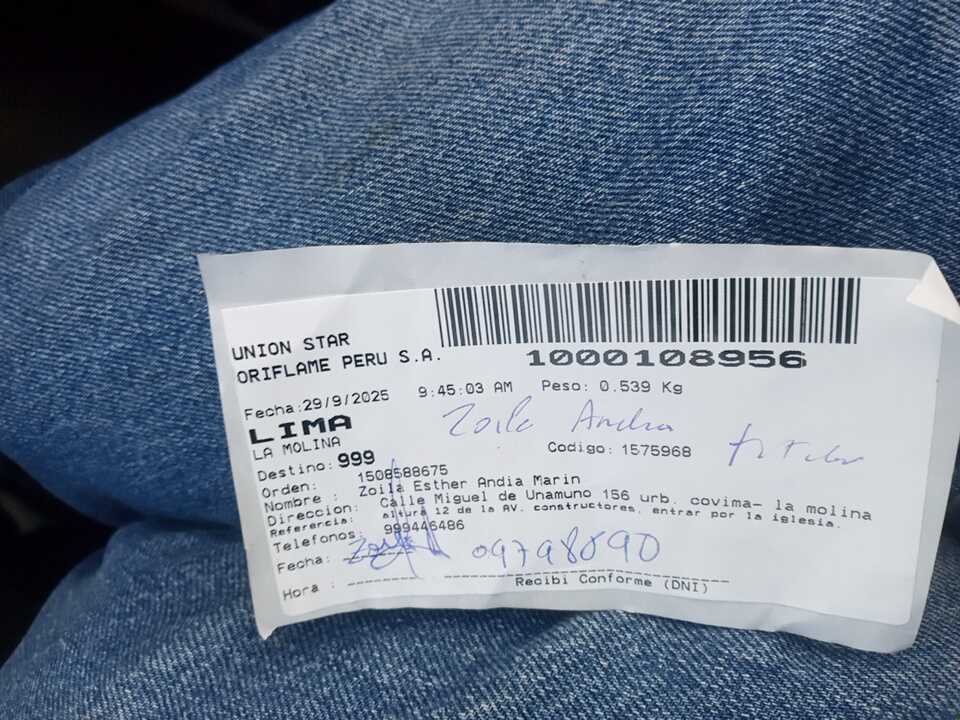 UNION STAR
ORIFLAME PERU S.A.
1000108956
Fecha:29/9/2025 9:45:03 AM Peso: 0.539 Kg
LIMA
LA MOLINA
Zoila Andia
Codigo: 1575968
Destino: 999
Orden: 1508588675
Nombre : Zoila Esther Andia Marin
Direccion: Calle Miguel de Unamuno 156 urb. covima- la molina
Referencia: altura 12 de la AV. constructores, entrar por la iglesia.
Telefonos: 999446486
Fecha:
09798090
Hora :
Recibi Conforme (DNI)